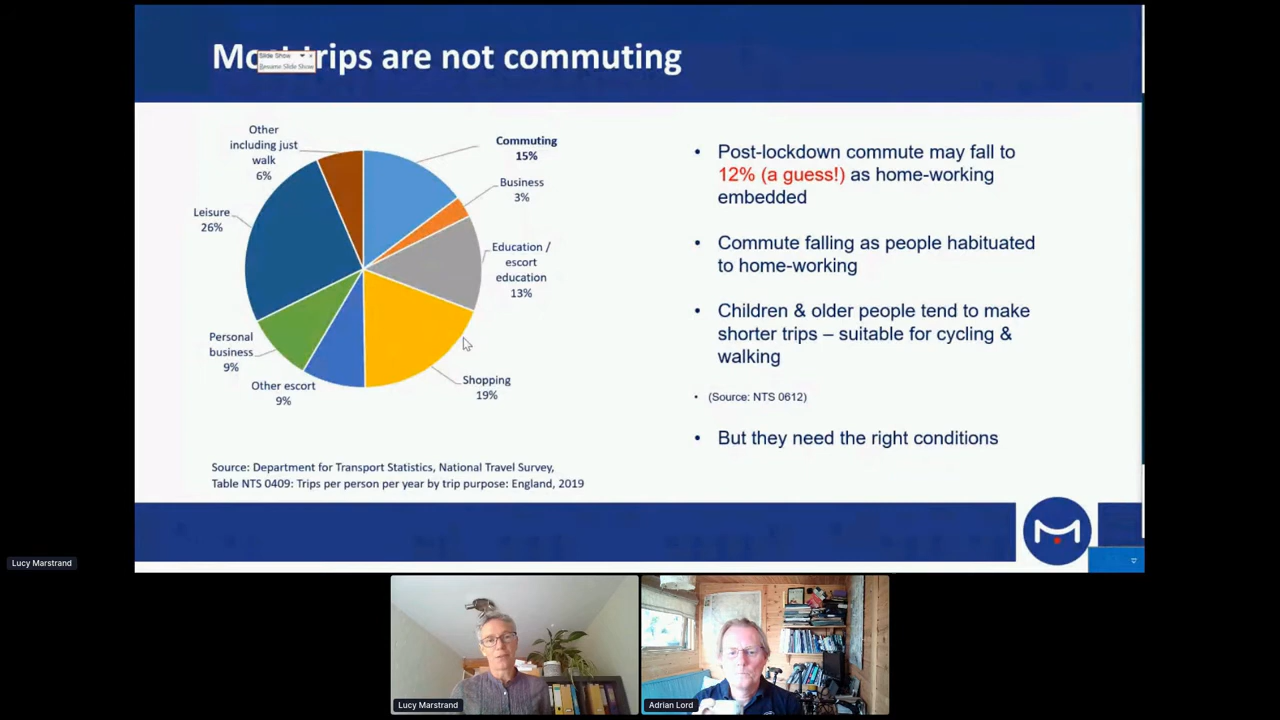 Mo trips are not commuting
Slide Show
Resume Slide Show
Other
including just
walk
6%
Commuting
15%
Business
3%
Leisure
26%
Education /
escort
education
13%
Personal
business
9%
Other escort
9%
Shopping
19%
Source: Department for Transport Statistics, National Travel Survey,
Table NTS 0409: Trips per person per year by trip purpose: England, 2019
• Post-lockdown commute may fall to
12% (a guess!) as home-working
embedded
• Commute falling as people habituated
to home-working
• Children & older people tend to make
shorter trips – suitable for cycling &
walking
• (Source: NTS 0612)
• But they need the right conditions
Lucy Marstrand
Lucy Marstrand
Adrian Lord